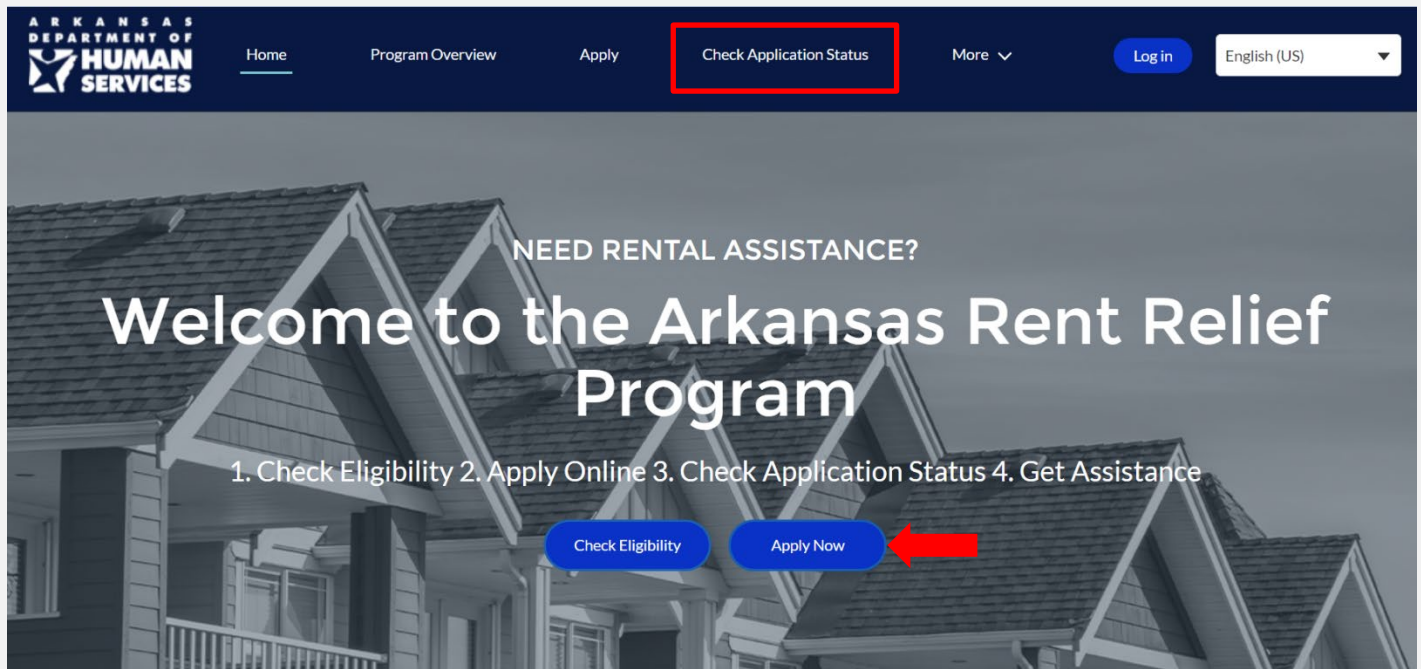 ARKANSAS
DEPARTMENT OF
HUMAN
SERVICES
Home
Program Overview
Apply
Check Application Status
More
Log in
English (US)
NEED RENTAL ASSISTANCE?
Welcome to the Arkansas Rent Relief
Program
1. Check Eligibility 2. Apply Online 3. Check Application Status 4. Get Assistance
Check Eligibility
Apply Now